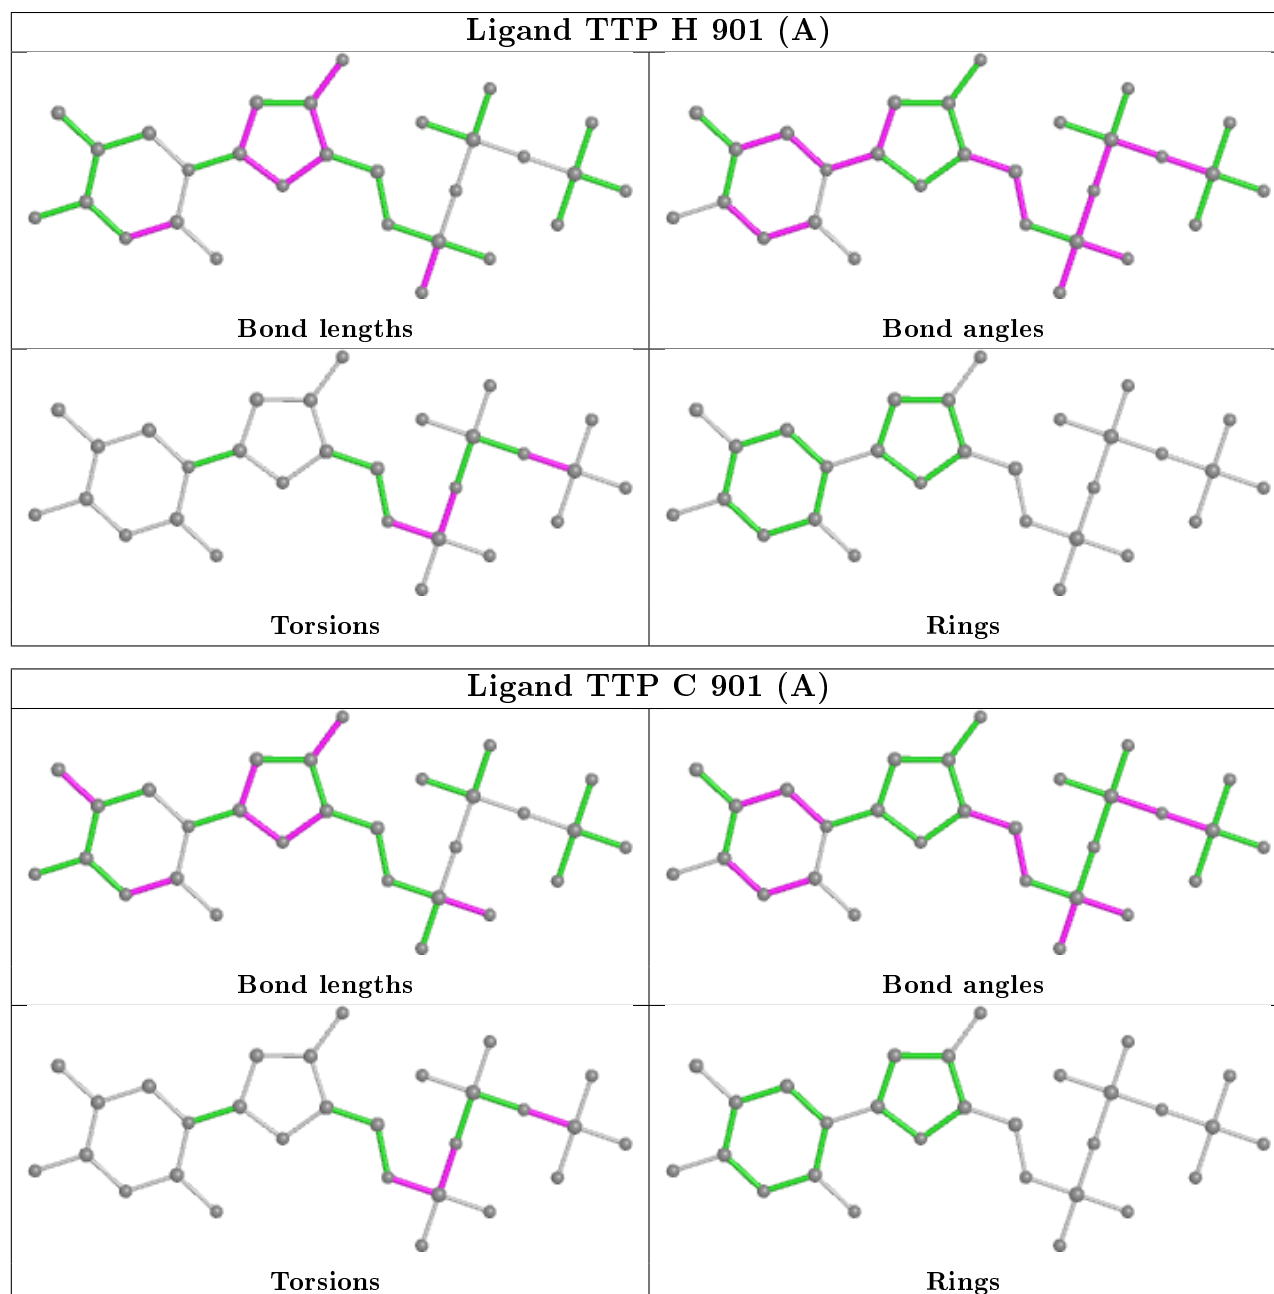 Ligand TTP H 901 (A)
Bond lengths
Bond angles
Torsions
Rings
Ligand TTP C 901 (A)
Bond lengths
Bond angles
Torsions
Rings